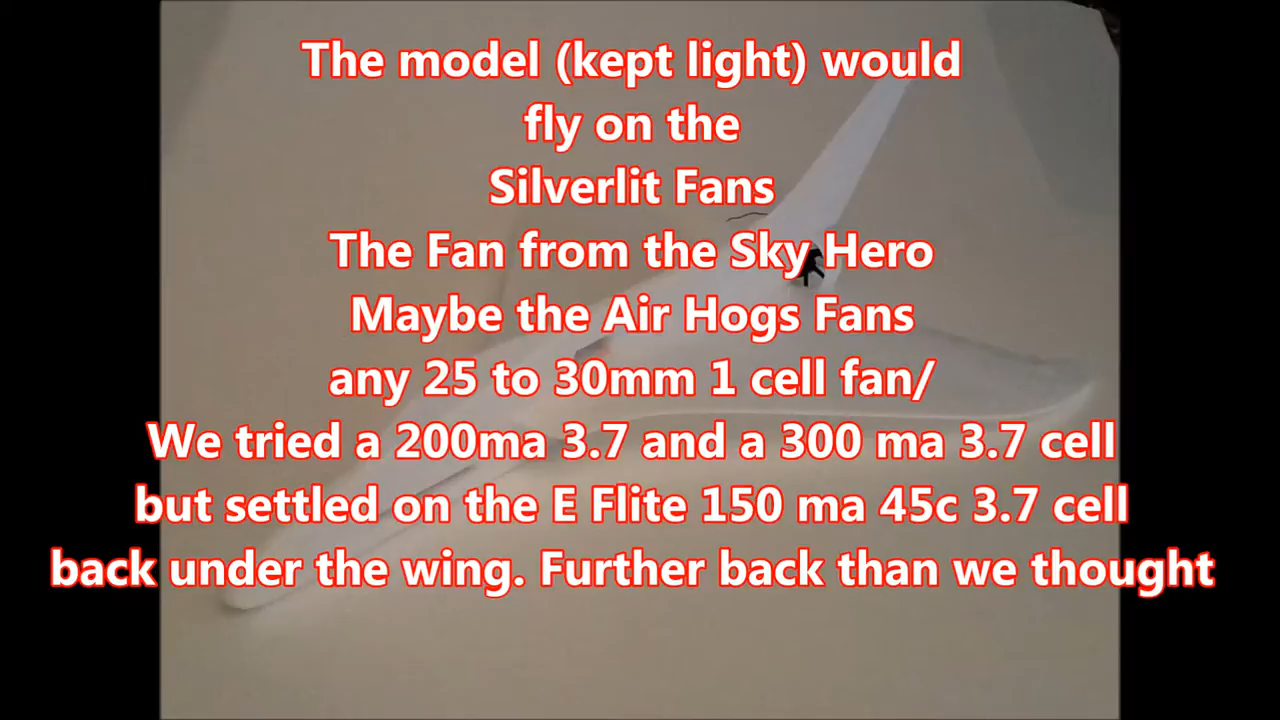 The model (kept light) would
fly on the
Silverlit Fans
The Fan from the Sky Hero
Maybe the Air Hogs Fans
any 25 to 30mm 1 cell fan/
We tried a 200ma 3.7 and a 300 ma 3.7 cell
but settled on the E Flite 150 ma 45c 3.7 cell
back under the wing. Further back than we thought